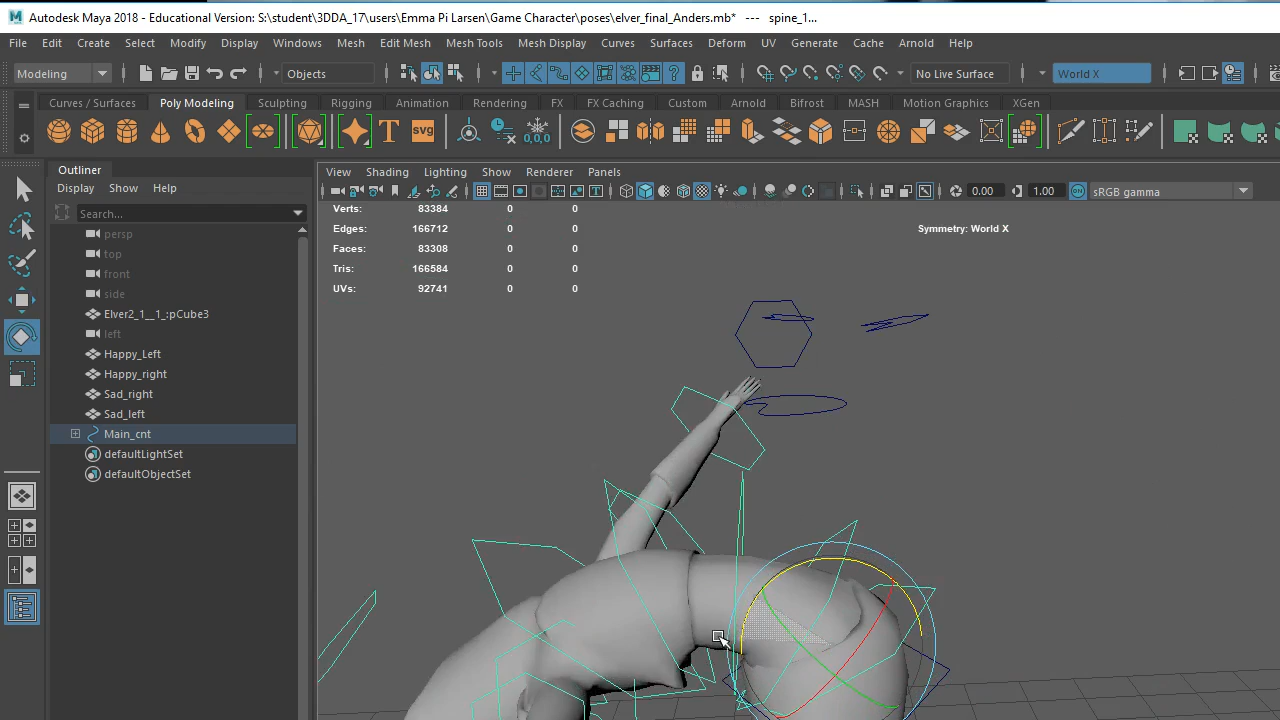 Autodesk Maya 2018 - Educational Version: S:\student\3DDA_17\users\Emma Pi Larsen\Game Character\poses\elver_final_Anders.mb*   ---   spine_1...
File Edit Create Select Modify Display Windows Mesh Edit Mesh Mesh Tools Mesh Display Curves Surfaces Deform UV Generate Cache Arnold Help
Modeling Objects No Live Surface World X
Curves / Surfaces Poly Modeling Sculpting Rigging Animation Rendering FX FX Caching Custom Arnold Bifrost MASH Motion Graphics XGen
T svg 0,0,0
Outliner
Display Show Help
Search...
persp
top
front
side
Elver2_1__1_:pCube3
left
Happy_Left
Happy_right
Sad_right
Sad_left
Main_cnt
defaultLightSet
defaultObjectSet
View Shading Lighting Show Renderer Panels
0.00 1.00 ON sRGB gamma
Verts: 83384 0 0
Edges: 166712 0 0
Faces: 83308 0 0
Tris: 166584 0 0
UVs: 92741 0 0
Symmetry: World X